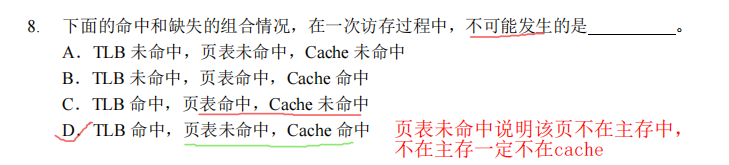 8. 下面的命中和缺失的组合情况，在一次访存过程中，不可能发生的是__________。
A．TLB 未命中，页表未命中，Cache 未命中
B．TLB 未命中，页表命中，Cache 命中
C．TLB 命中，页表命中，Cache 未命中
D．TLB 命中，页表未命中，Cache 命中
页表未命中说明该页不在主存中，
不在主存一定不在cache